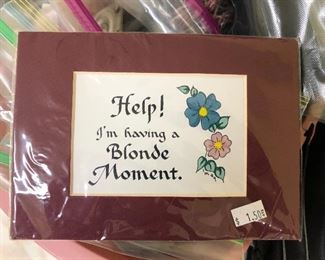 Help!
I'm having a
Blonde
Moment.
$ 1.50